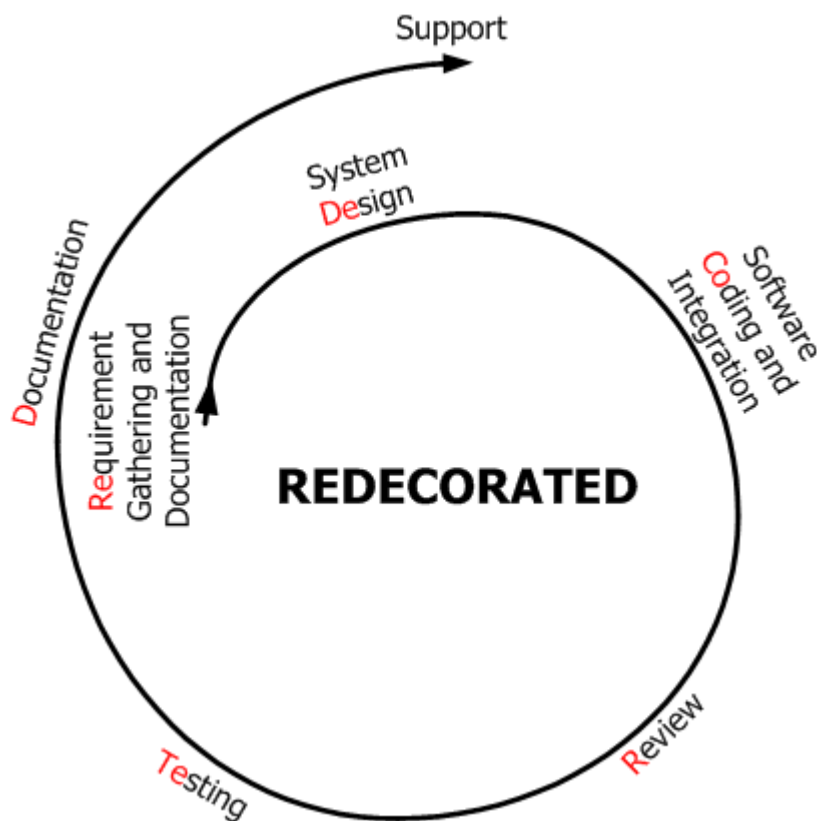 Support
System
Design
Software
Coding and
Integration
Documentation
Requirement
Gathering and
Documentation
REDECORATED
Review
Testing